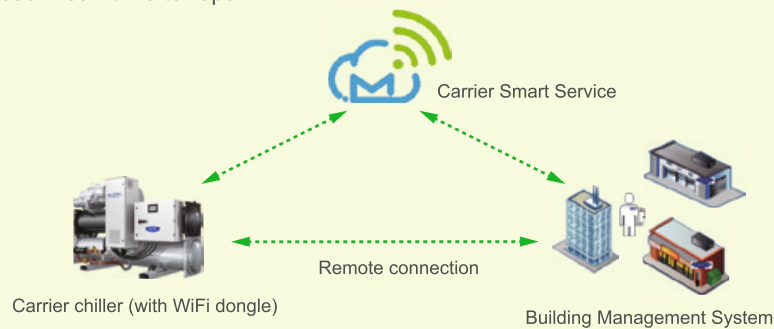 Carrier Smart Service
Remote connection
Carrier chiller (with WiFi dongle)
Building Management System